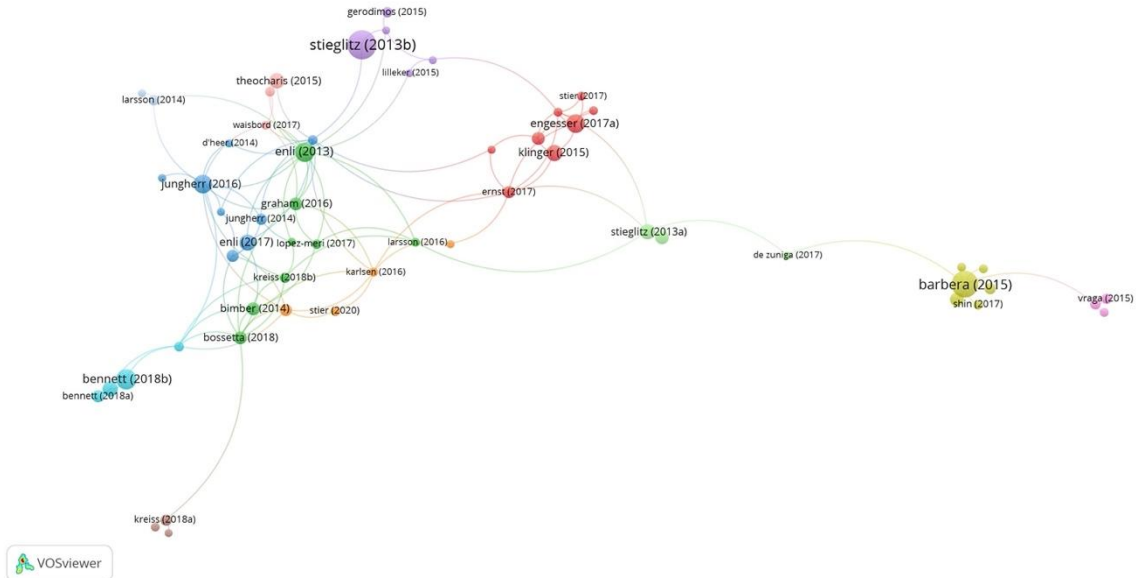 gerodimos (2015)
stieglitz (2013b)
lilleker (2015)
theocharis (2015)
larsson (2014)
stier (2017)
waisbord (2017)
engesser (2017a)
d'heer (2014)
enli (2013)
klinger (2015)
jungherr (2016)
ernst (2017)
graham (2016)
jungherr (2014)
stieglitz (2013a)
enli (2017)
lopez-meri (2017)
larsson (2016)
de zuniga (2017)
karlsen (2016)
kreiss (2018b)
barbera (2015)
vraga (2015)
shin (2017)
bimber (2014)
stier (2020)
bossetta (2018)
bennett (2018b)
bennett (2018a)
kreiss (2018a)
VOSviewer